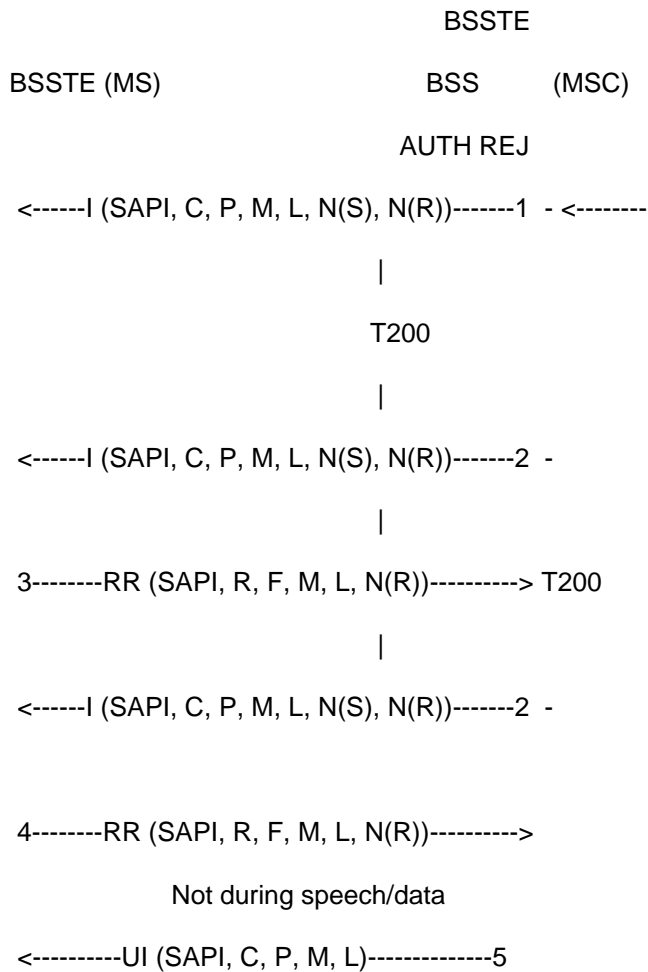 BSSTE
BSSTE (MS) BSS (MSC)
AUTH REJ
<------I (SAPI, C, P, M, L, N(S), N(R))-------1 - <--------
|
T200
|
<------I (SAPI, C, P, M, L, N(S), N(R))-------2 -
|
3--------RR (SAPI, R, F, M, L, N(R))----------> T200
|
<------I (SAPI, C, P, M, L, N(S), N(R))-------2 -
4--------RR (SAPI, R, F, M, L, N(R))---------->
Not during speech/data
<----------UI (SAPI, C, P, M, L)--------------5